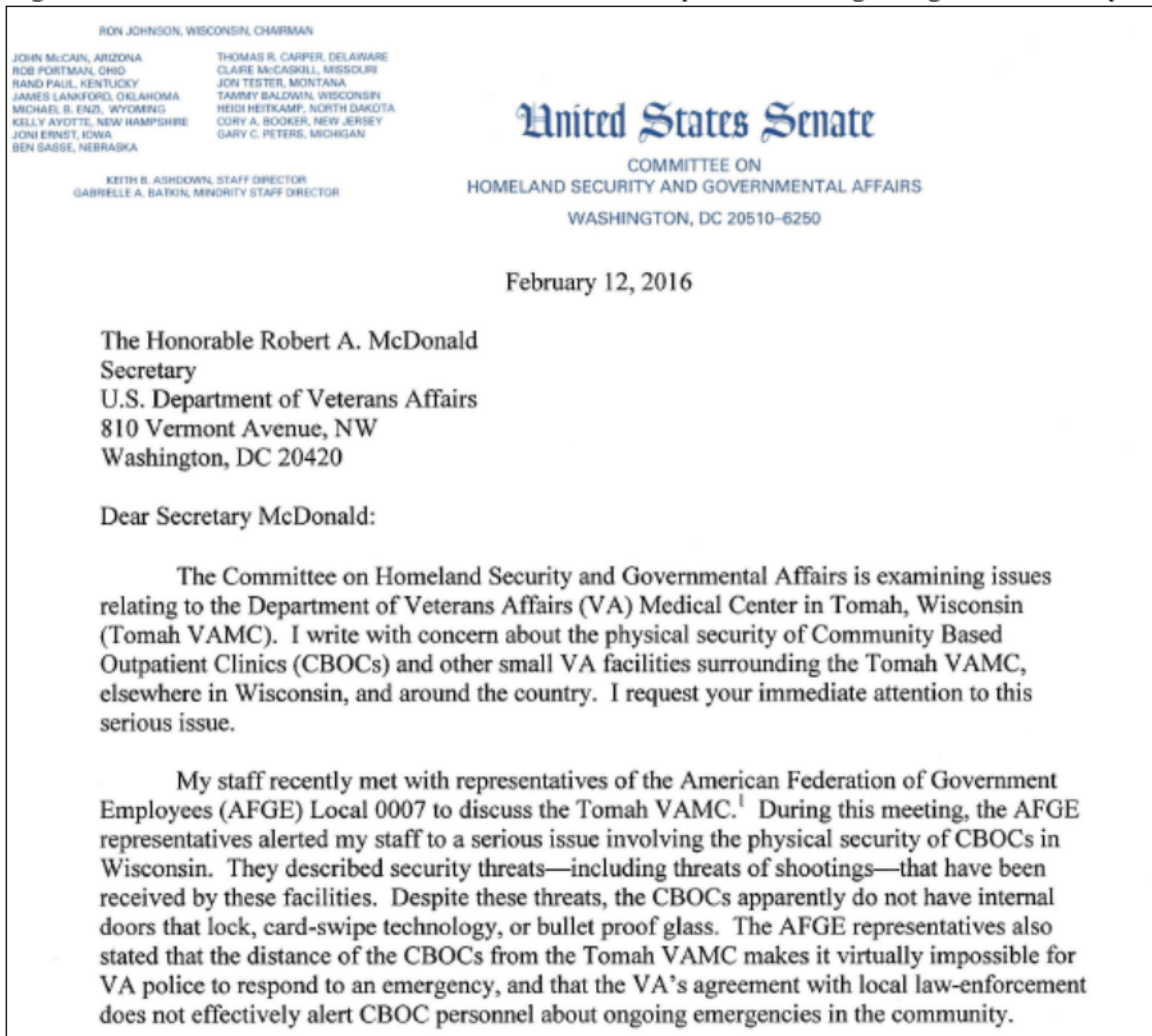 RON JOHNSON, WISCONSIN, CHAIRMAN
JOHN McCAIN, ARIZONA
ROB PORTMAN, OHIO
RAND PAUL, KENTUCKY
JAMES LANKFORD, OKLAHOMA
MICHAEL B. ENZI, WYOMING
KELLY AYOTTE, NEW HAMPSHIRE
JONI ERNST, IOWA
BEN SASSE, NEBRASKA
THOMAS R. CARPER, DELAWARE
CLAIRE McCASKILL, MISSOURI
JON TESTER, MONTANA
TAMMY BALDWIN, WISCONSIN
HEIDI HEITKAMP, NORTH DAKOTA
CORY A. BOOKER, NEW JERSEY
GARY C. PETERS, MICHIGAN
KEITH B. ASHDOWN, STAFF DIRECTOR
GABRIELLE A. BATKIN, MINORITY STAFF DIRECTOR
United States Senate
COMMITTEE ON
HOMELAND SECURITY AND GOVERNMENTAL AFFAIRS
WASHINGTON, DC 20510–6250
February 12, 2016
The Honorable Robert A. McDonald
Secretary
U.S. Department of Veterans Affairs
810 Vermont Avenue, NW
Washington, DC 20420
Dear Secretary McDonald:
The Committee on Homeland Security and Governmental Affairs is examining issues
relating to the Department of Veterans Affairs (VA) Medical Center in Tomah, Wisconsin
(Tomah VAMC). I write with concern about the physical security of Community Based
Outpatient Clinics (CBOCs) and other small VA facilities surrounding the Tomah VAMC,
elsewhere in Wisconsin, and around the country. I request your immediate attention to this
serious issue.
My staff recently met with representatives of the American Federation of Government
Employees (AFGE) Local 0007 to discuss the Tomah VAMC.¹ During this meeting, the AFGE
representatives alerted my staff to a serious issue involving the physical security of CBOCs in
Wisconsin. They described security threats—including threats of shootings—that have been
received by these facilities. Despite these threats, the CBOCs apparently do not have internal
doors that lock, card-swipe technology, or bullet proof glass. The AFGE representatives also
stated that the distance of the CBOCs from the Tomah VAMC makes it virtually impossible for
VA police to respond to an emergency, and that the VA's agreement with local law-enforcement
does not effectively alert CBOC personnel about ongoing emergencies in the community.